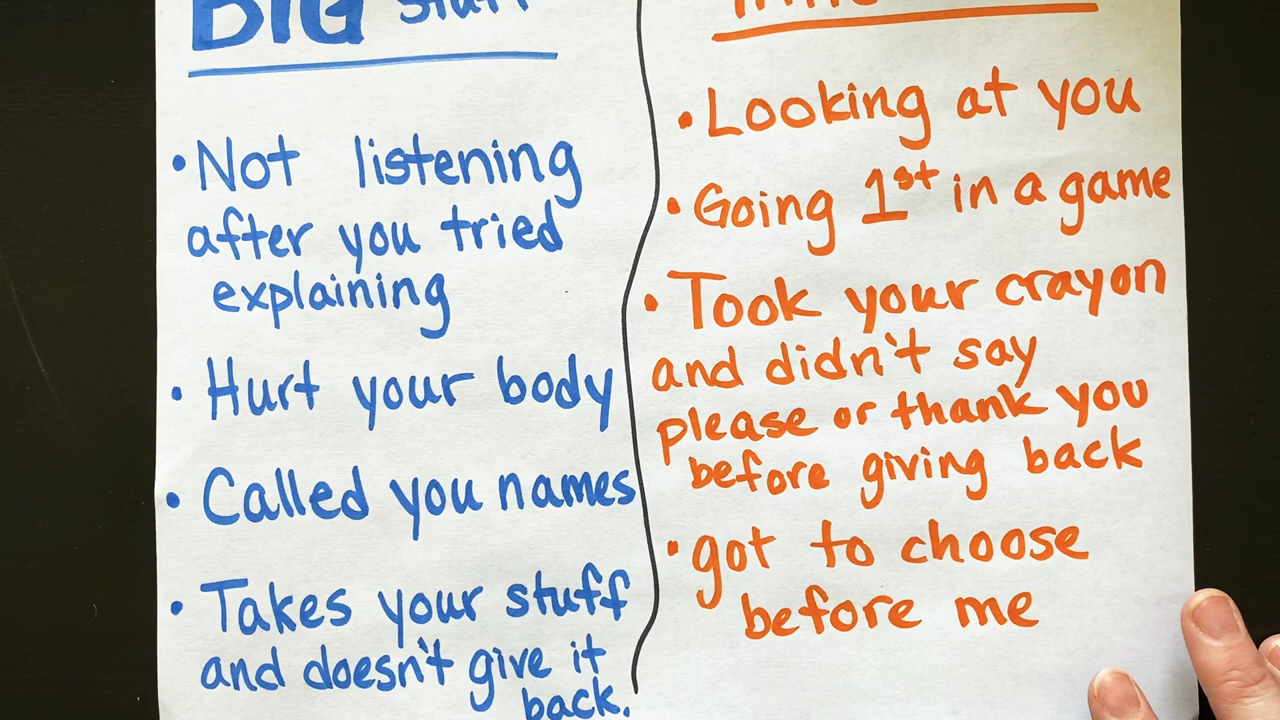 BIG stuff
• Not listening
after you tried
explaining
• Hurt your body
• Called you names
• Takes your stuff
and doesn't give it
back.
• Looking at you
• Going 1st in a game
• Took your crayon
and didn't say
please or thank you
before giving back
• got to choose
before me